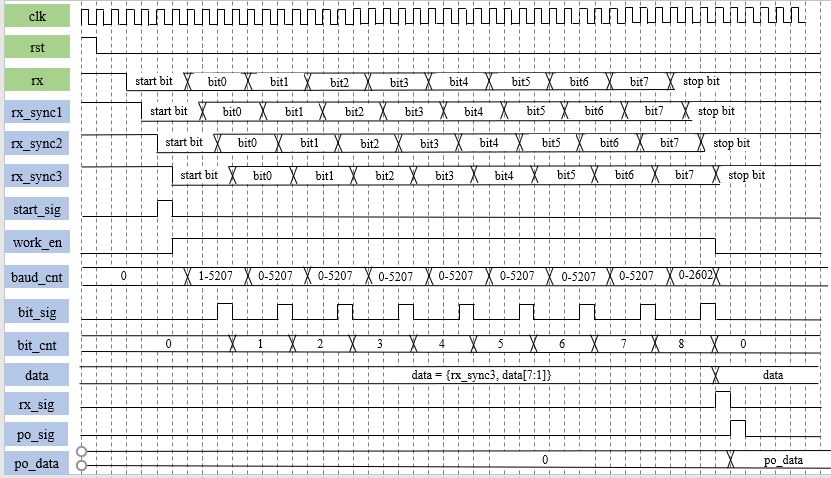 clk
rst
rx start bit bit0 bit1 bit2 bit3 bit4 bit5 bit6 bit7 stop bit
rx_sync1 start bit bit0 bit1 bit2 bit3 bit4 bit5 bit6 bit7 stop bit
rx_sync2 start bit bit0 bit1 bit2 bit3 bit4 bit5 bit6 bit7 stop bit
rx_sync3 start bit bit0 bit1 bit2 bit3 bit4 bit5 bit6 bit7 stop bit
start_sig
work_en
baud_cnt 0 1-5207 0-5207 0-5207 0-5207 0-5207 0-5207 0-5207 0-5207 0-2602
bit_sig
bit_cnt 0 1 2 3 4 5 6 7 8 0
data data = {rx_sync3, data[7:1]} data
rx_sig
po_sig
po_data 0 po_data